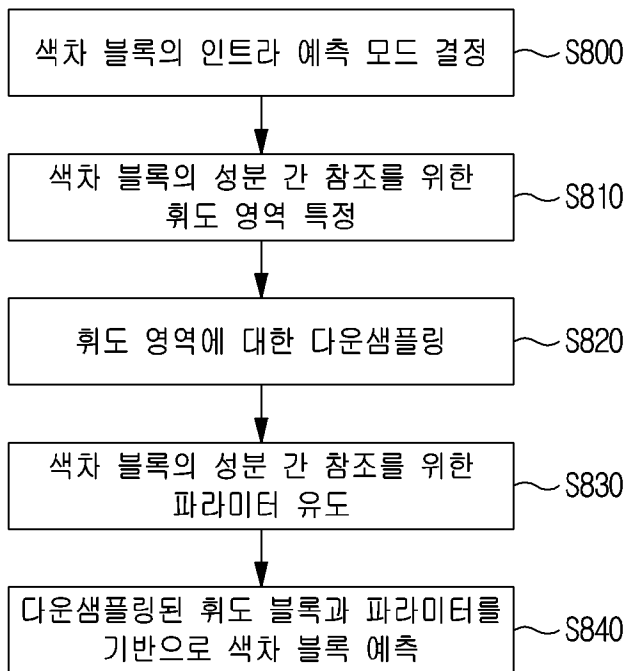 색차 블록의 인트라 예측 모드 결정
S800
색차 블록의 성분 간 참조를 위한
휘도 영역 특정
S810
휘도 영역에 대한 다운샘플링
S820
색차 블록의 성분 간 참조를 위한
파라미터 유도
S830
다운샘플링된 휘도 블록과 파라미터를
기반으로 색차 블록 예측
S840